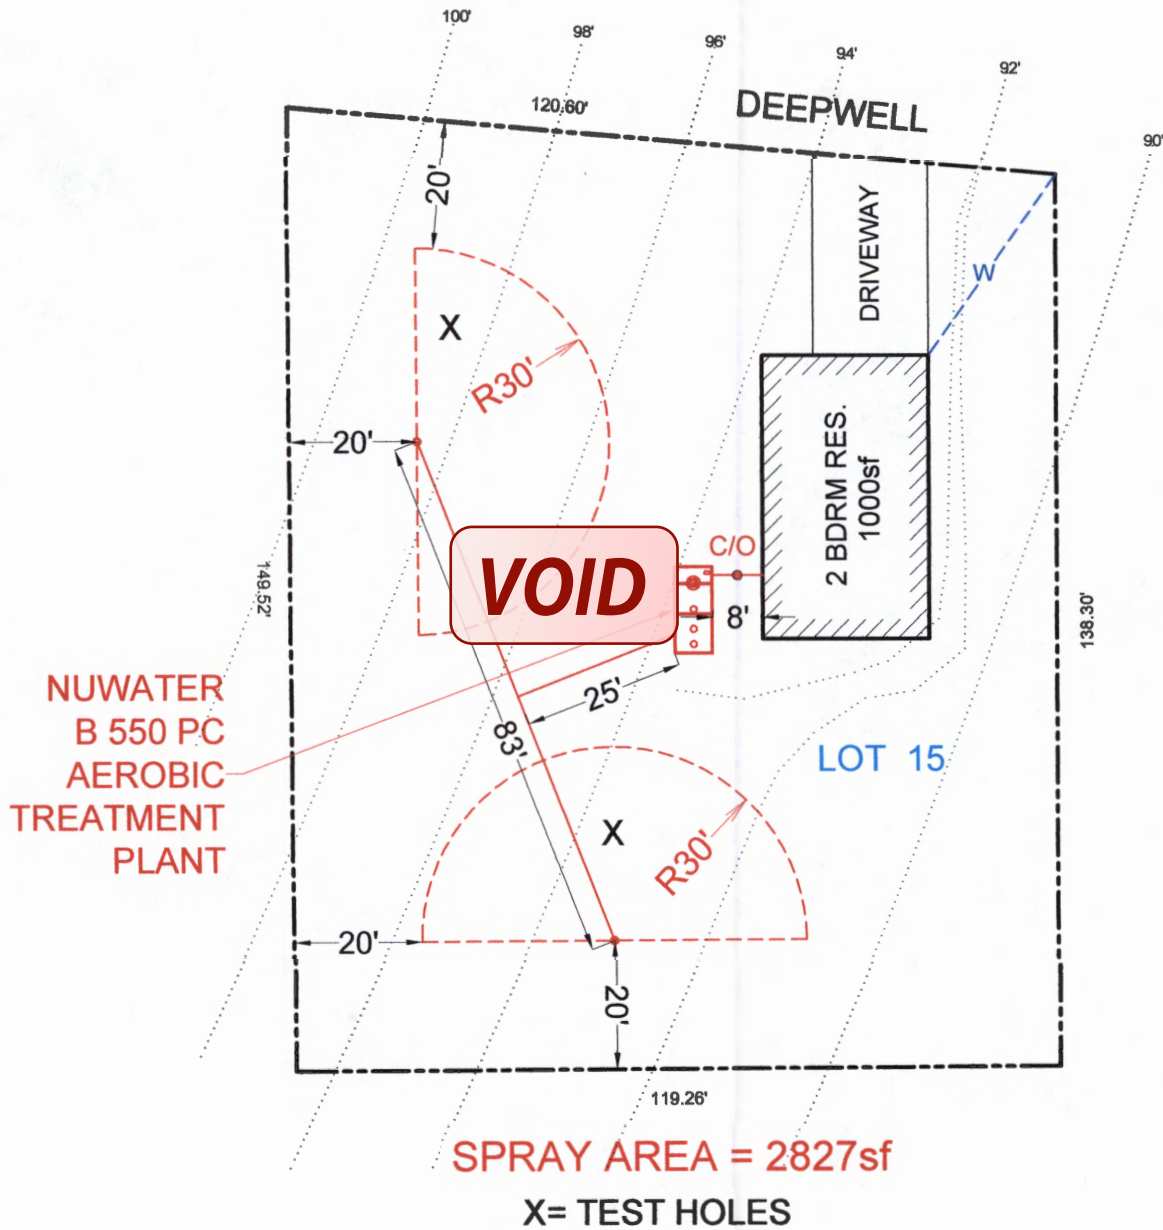 100'
98'
96'
94'
92'
90'
120.60'
DEEPWELL
20'
DRIVEWAY
W
X
R30'
20'
2 BDRM RES.
1000sf
C/O
VOID
8'
149.52'
138.30'
25'
83'
NUWATER
B 550 PC
AEROBIC
TREATMENT
PLANT
LOT 15
X
R30'
20'
20'
119.26'
SPRAY AREA = 2827sf
X= TEST HOLES